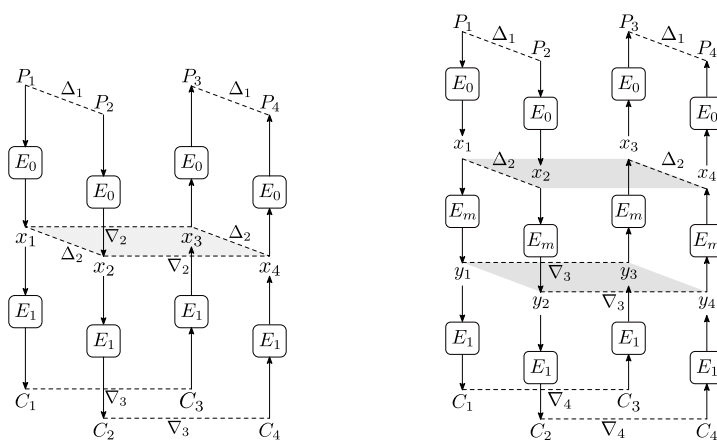 P₁ Δ₁ P₂ P₃ Δ₁ P₄
E₀ E₀ E₀ E₀
x₁ Δ₂ x₂ ∇₂ x₃ Δ₂ x₄ ∇₂
E₁ E₁ E₁ E₁
C₁ ∇₃ C₃
C₂ ∇₃ C₄
P₁ Δ₁ P₂ P₃ Δ₁ P₄
E₀ E₀ E₀ E₀
x₁ Δ₂ x₂ x₃ Δ₂ x₄
Eₘ Eₘ Eₘ Eₘ
y₁ ∇₃ y₃
y₂ ∇₃ y₄
E₁ E₁ E₁ E₁
C₁ ∇₄ C₃
C₂ ∇₄ C₄